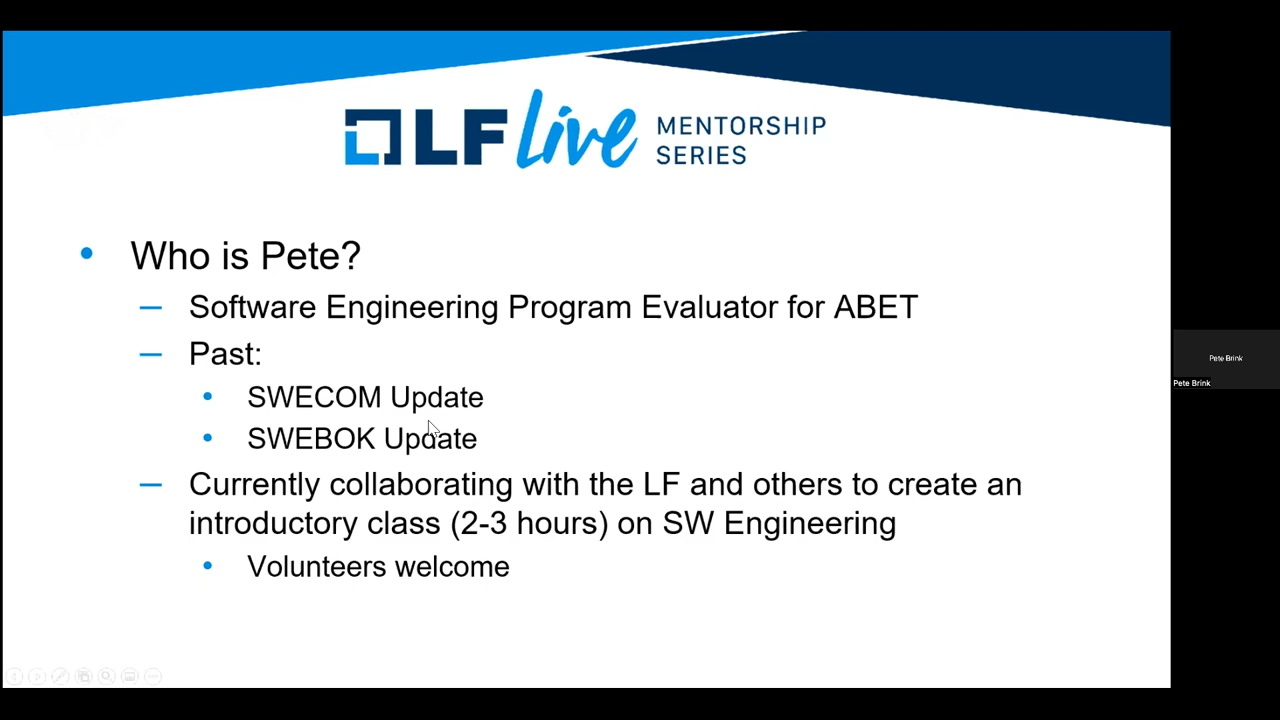 LF Live MENTORSHIP
SERIES
• Who is Pete?
– Software Engineering Program Evaluator for ABET
– Past:
• SWECOM Update
• SWEBOK Update
– Currently collaborating with the LF and others to create an
introductory class (2-3 hours) on SW Engineering
• Volunteers welcome
Pete Brink
Pete Brink